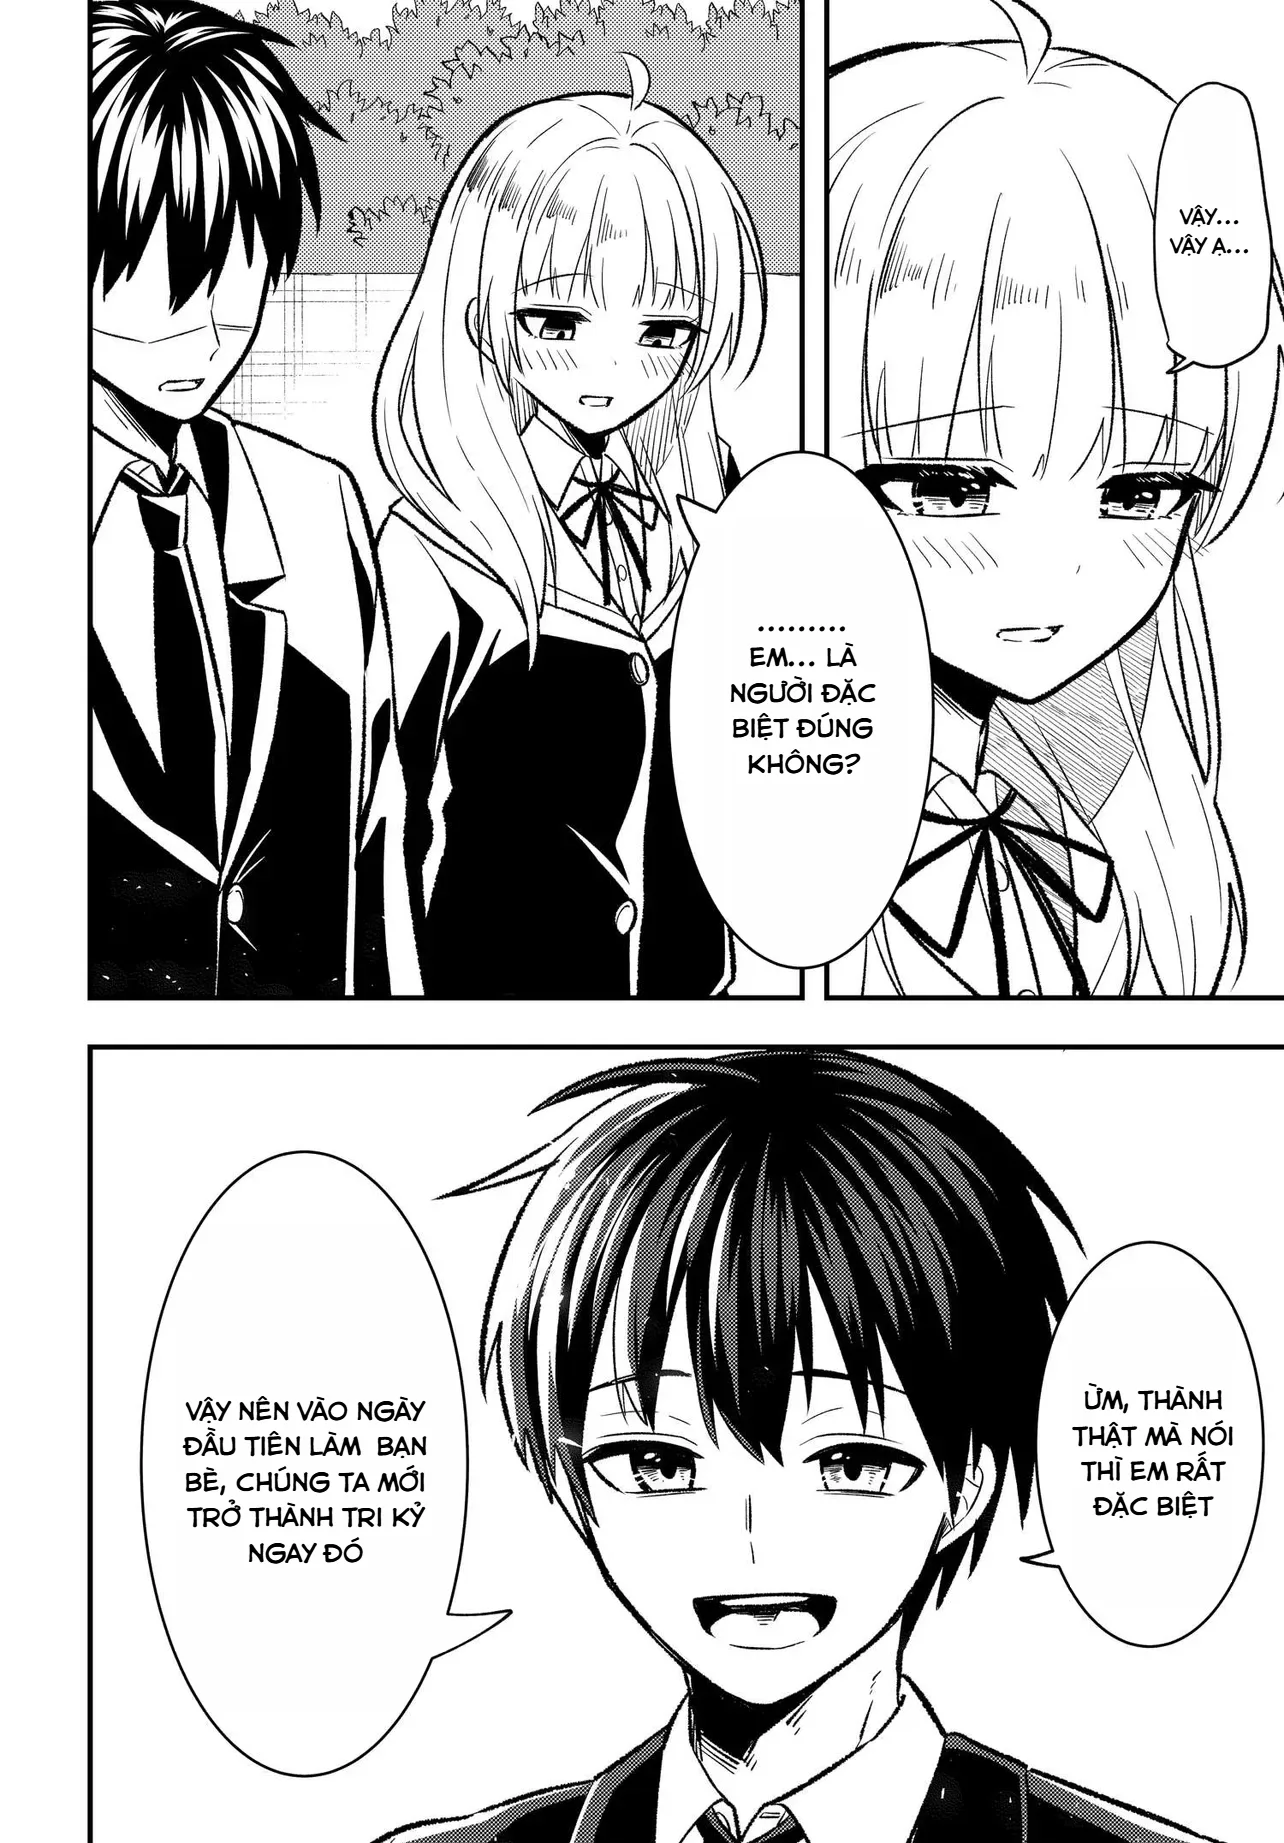 VẬY...
VẬY Ạ...
.........
EM... LÀ
NGƯỜI ĐẶC
BIỆT ĐÚNG
KHÔNG?
ỪM, THÀNH
THẬT MÀ NÓI
THÌ EM RẤT
ĐẶC BIỆT
VẬY NÊN VÀO NGÀY
ĐẦU TIÊN LÀM BẠN
BÈ, CHÚNG TA MỚI
TRỞ THÀNH TRI KỶ
NGAY ĐÓ